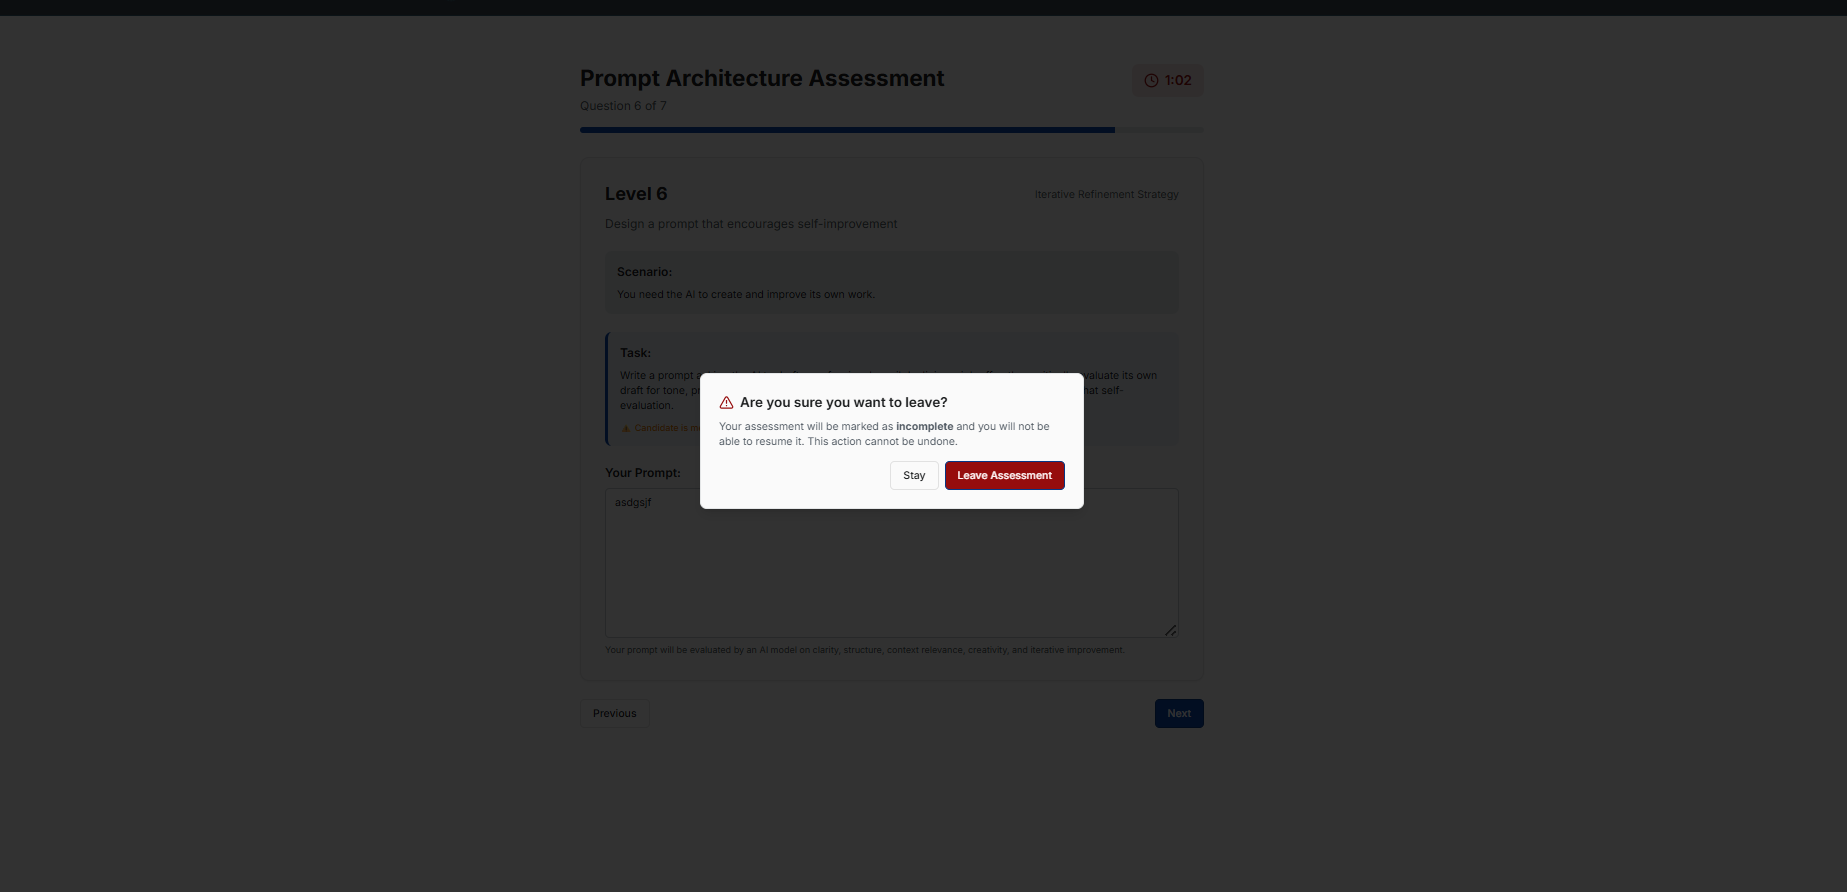 Prompt Architecture Assessment
1:02
Question 6 of 7
Level 6
Iterative Refinement Strategy
Design a prompt that encourages self-improvement
Scenario:
You need the AI to create and improve its own work.
Task:
Write a prompt evaluate its own
draft for tone, that self-
evaluation.
Candidate is
Are you sure you want to leave?
Your assessment will be marked as incomplete and you will not be
able to resume it. This action cannot be undone.
Stay
Leave Assessment
Your Prompt:
asdgsjf
Your prompt will be evaluated by an AI model on clarity, structure, context relevance, creativity, and iterative improvement.
Previous
Next